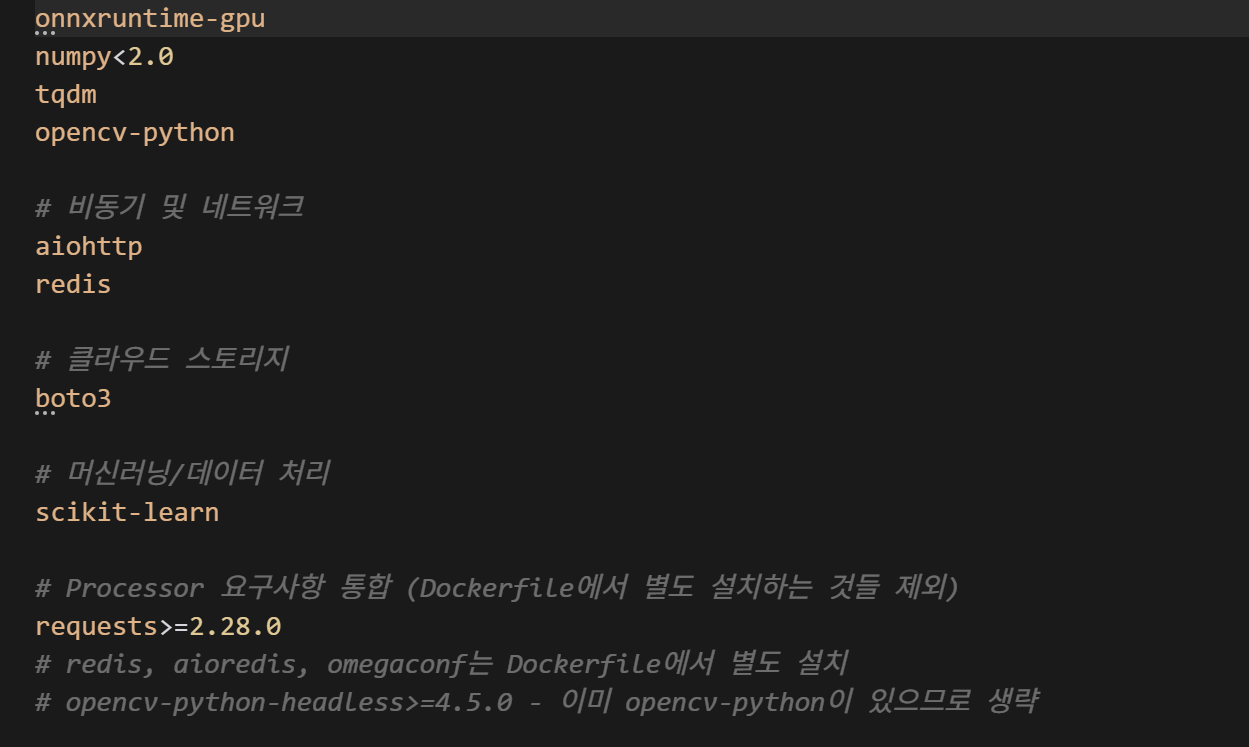 onnxruntime-gpu
numpy<2.0
tqdm
opencv-python
# 비동기 및 네트워크
aiohttp
redis
# 클라우드 스토리지
boto3
# 머신러닝/데이터 처리
scikit-learn
# Processor 요구사항 통합 (Dockerfile에서 별도 설치하는 것들 제외)
requests>=2.28.0
# redis, aioredis, omegaconf는 Dockerfile에서 별도 설치
# opencv-python-headless>=4.5.0 - 이미 opencv-python이 있으므로 생략